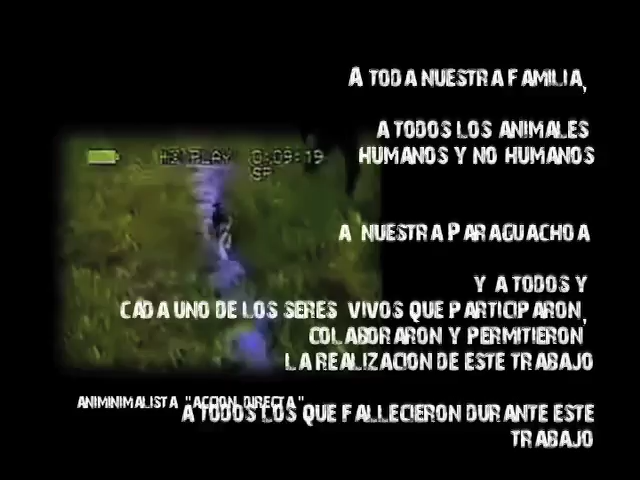 A TODA NUESTRA FAMILIA,
A TODOS LOS ANIMALES
HUMANOS Y NO HUMANOS
HI PLAY 0:09:19
SP
A NUESTRA PARAGUACHOA
Y A TODOS Y
CADA UNO DE LOS SERES VIVOS QUE PARTICIPARON,
COLABORARON Y PERMITIERON
LA REALIZACION DE ESTE TRABAJO
ANIMINIMALISTA "ACCION DIRECTA"
A TODOS LOS QUE FALLECIERON DURANTE ESTE
TRABAJO